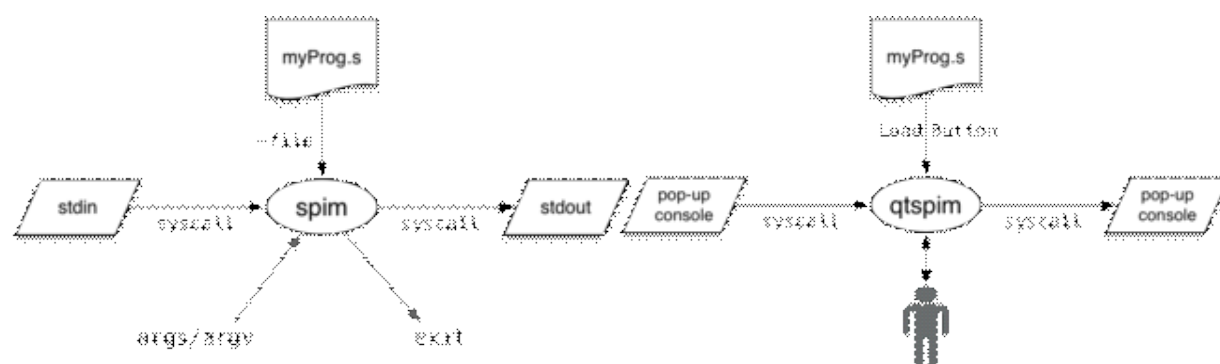 myProg.s
myProg.s
-file
Load Button
stdin
spim
stdout
pop-up
console
qtspim
pop-up
console
syscall
syscall
syscall
syscall
args/argv
exit